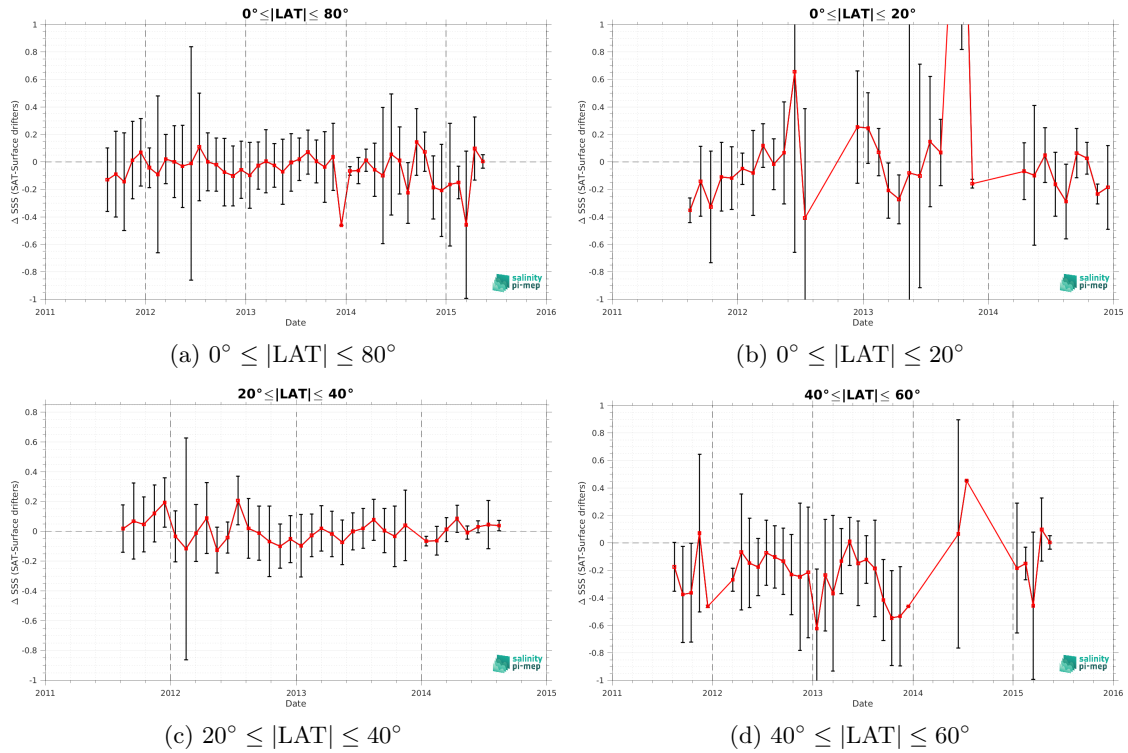 0°≤|LAT|≤ 80°
1
0.8
0.6
0.4
0.2
0
-0.2
-0.4
-0.6
-0.8
-1
Δ SSS (SAT-Surface drifters)
2011 2012 2013 2014 2015 2016
Date
salinity
pi-mep
(a) 0° ≤ |LAT| ≤ 80°
0°≤|LAT|≤ 20°
1
0.8
0.6
0.4
0.2
0
-0.2
-0.4
-0.6
-0.8
-1
Δ SSS (SAT-Surface drifters)
2011 2012 2013 2014 2015
Date
salinity
pi-mep
(b) 0° ≤ |LAT| ≤ 20°
20°≤|LAT|≤ 40°
0.8
0.6
0.4
0.2
0
-0.2
-0.4
-0.6
-0.8
-1
Δ SSS (SAT-Surface drifters)
2011 2012 2013 2014 2015
Date
salinity
pi-mep
(c) 20° ≤ |LAT| ≤ 40°
40°≤|LAT|≤ 60°
1
0.8
0.6
0.4
0.2
0
-0.2
-0.4
-0.6
-0.8
-1
Δ SSS (SAT-Surface drifters)
2011 2012 2013 2014 2015 2016
Date
salinity
pi-mep
(d) 40° ≤ |LAT| ≤ 60°